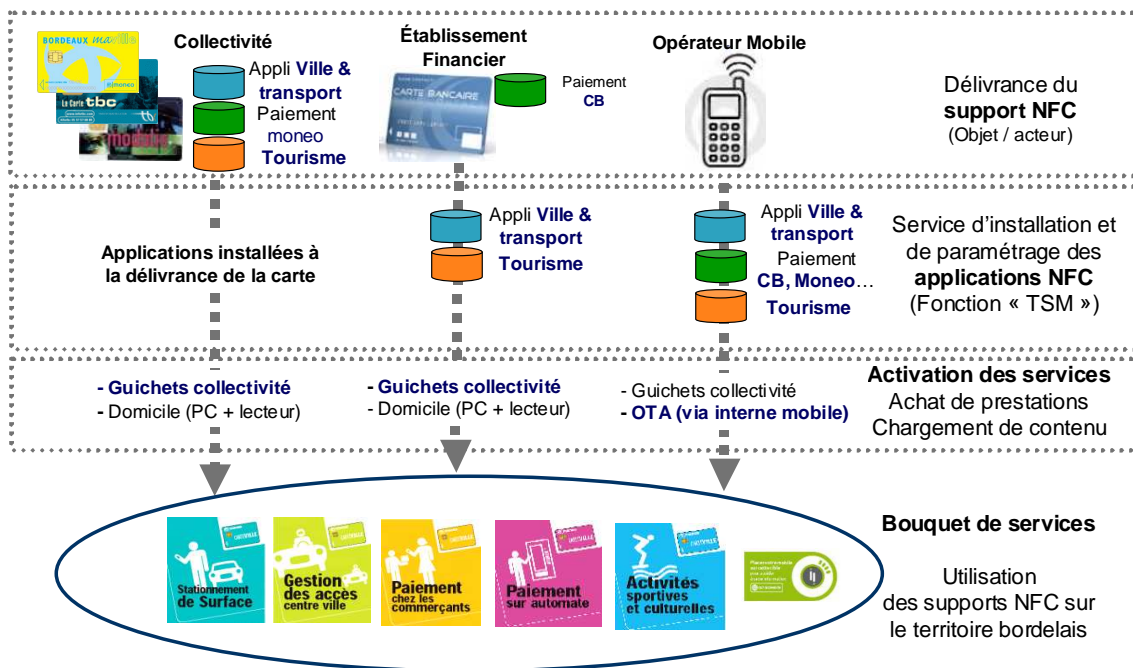 BORDEAUX ma ville
moneo
La Carte tbc
modalis
Collectivité
Appli Ville &
transport
Paiement
moneo
Tourisme
Établissement
Financier
CARTE BANCAIRE
Paiement
CB
Opérateur Mobile
Délivrance du
support NFC
(Objet / acteur)
Applications installées à
la délivrance de la carte
Appli Ville &
transport
Tourisme
Appli Ville &
transport
Paiement
CB, Moneo…
Tourisme
Service d'installation et
de paramétrage des
applications NFC
(Fonction « TSM »)
- Guichets collectivité
- Domicile (PC + lecteur)
- Guichets collectivité
- Domicile (PC + lecteur)
- Guichets collectivité
- OTA (via interne mobile)
Activation des services
Achat de prestations
Chargement de contenu
Stationnement
de Surface
Gestion
des accès
centre ville
Paiement
chez les
commerçants
Paiement
sur automate
Activités
sportives
et culturelles
Bouquet de services
Utilisation
des supports NFC sur
le territoire bordelais